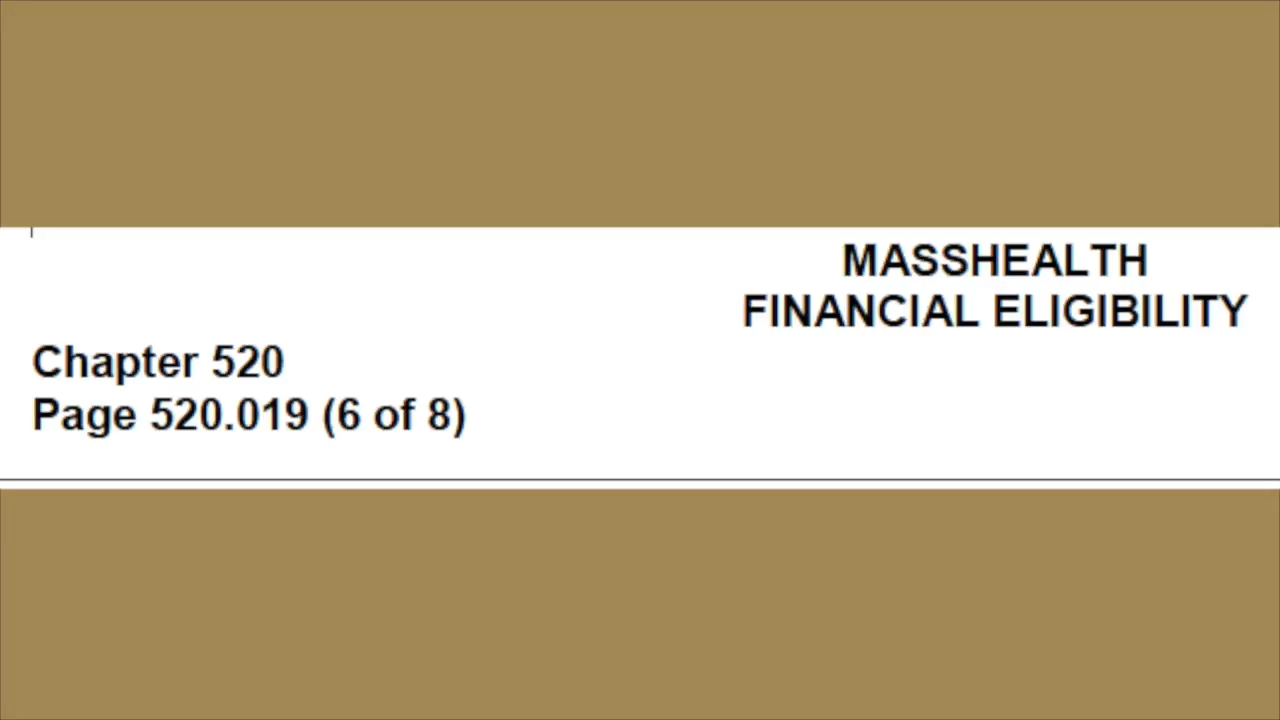 MASSHEALTH
FINANCIAL ELIGIBILITY
Chapter 520
Page 520.019 (6 of 8)